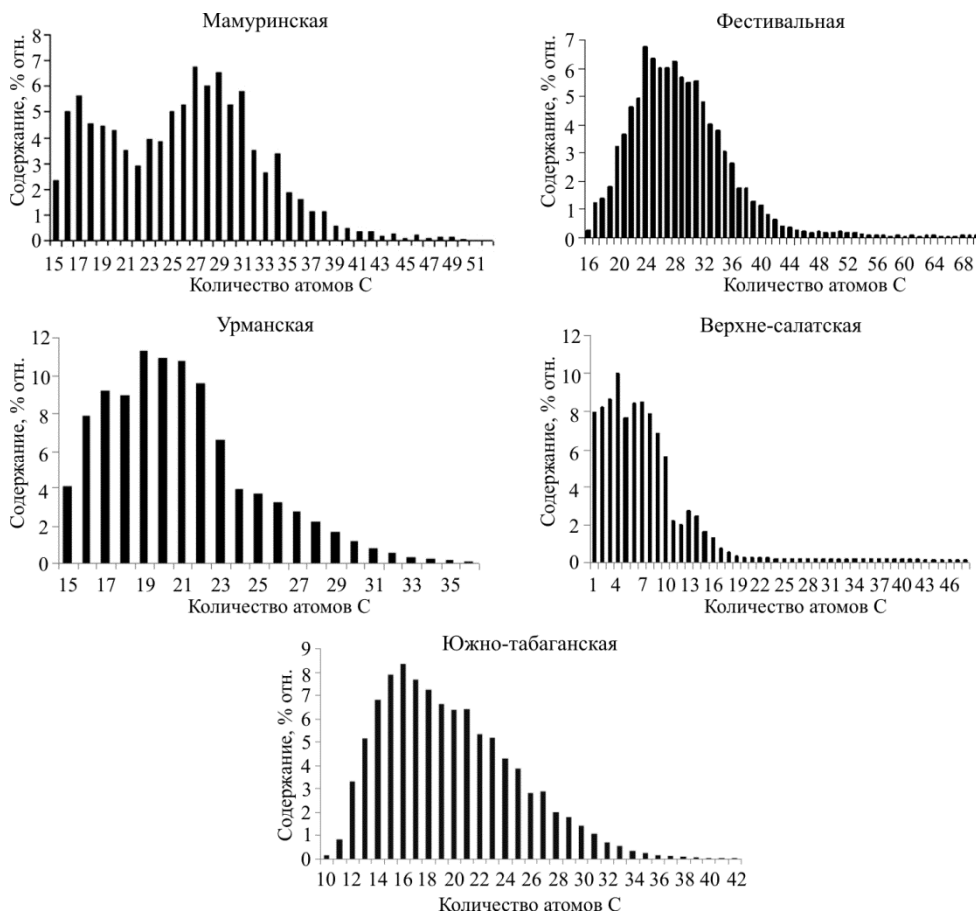 Мамуринская
Содержание, % отн.
8
7
6
5
4
3
2
1
0
15 17 19 21 23 25 27 29 31 33 35 37 39 41 43 45 47 49 51
Количество атомов С
Фестивальная
Содержание, % отн.
7
6
5
4
3
2
1
0
16 20 24 28 32 36 40 44 48 52 56 60 64 68
Количество атомов С
Урманская
Содержание, % отн.
12
10
8
6
4
2
0
15 17 19 21 23 25 27 29 31 33 35
Количество атомов С
Верхне-салатская
Содержание, % отн.
12
10
8
6
4
2
0
1 4 7 10 13 16 19 22 25 28 31 34 37 40 43 46
Количество атомов С
Южно-табаганская
Содержание, % отн.
9
8
7
6
5
4
3
2
1
0
10 12 14 16 18 20 22 24 26 28 30 32 34 36 38 40 42
Количество атомов С